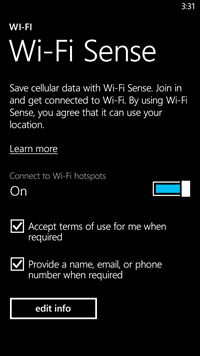 3:31
WI-FI
Wi-Fi Sense
Save cellular data with Wi-Fi Sense. Join in
and get connected to Wi-Fi. By using Wi-Fi
Sense, you agree that it can use your
location.
Learn more
Connect to Wi-Fi hotspots
On
Accept terms of use for me when
required
Provide a name, email, or phone
number when required
edit info